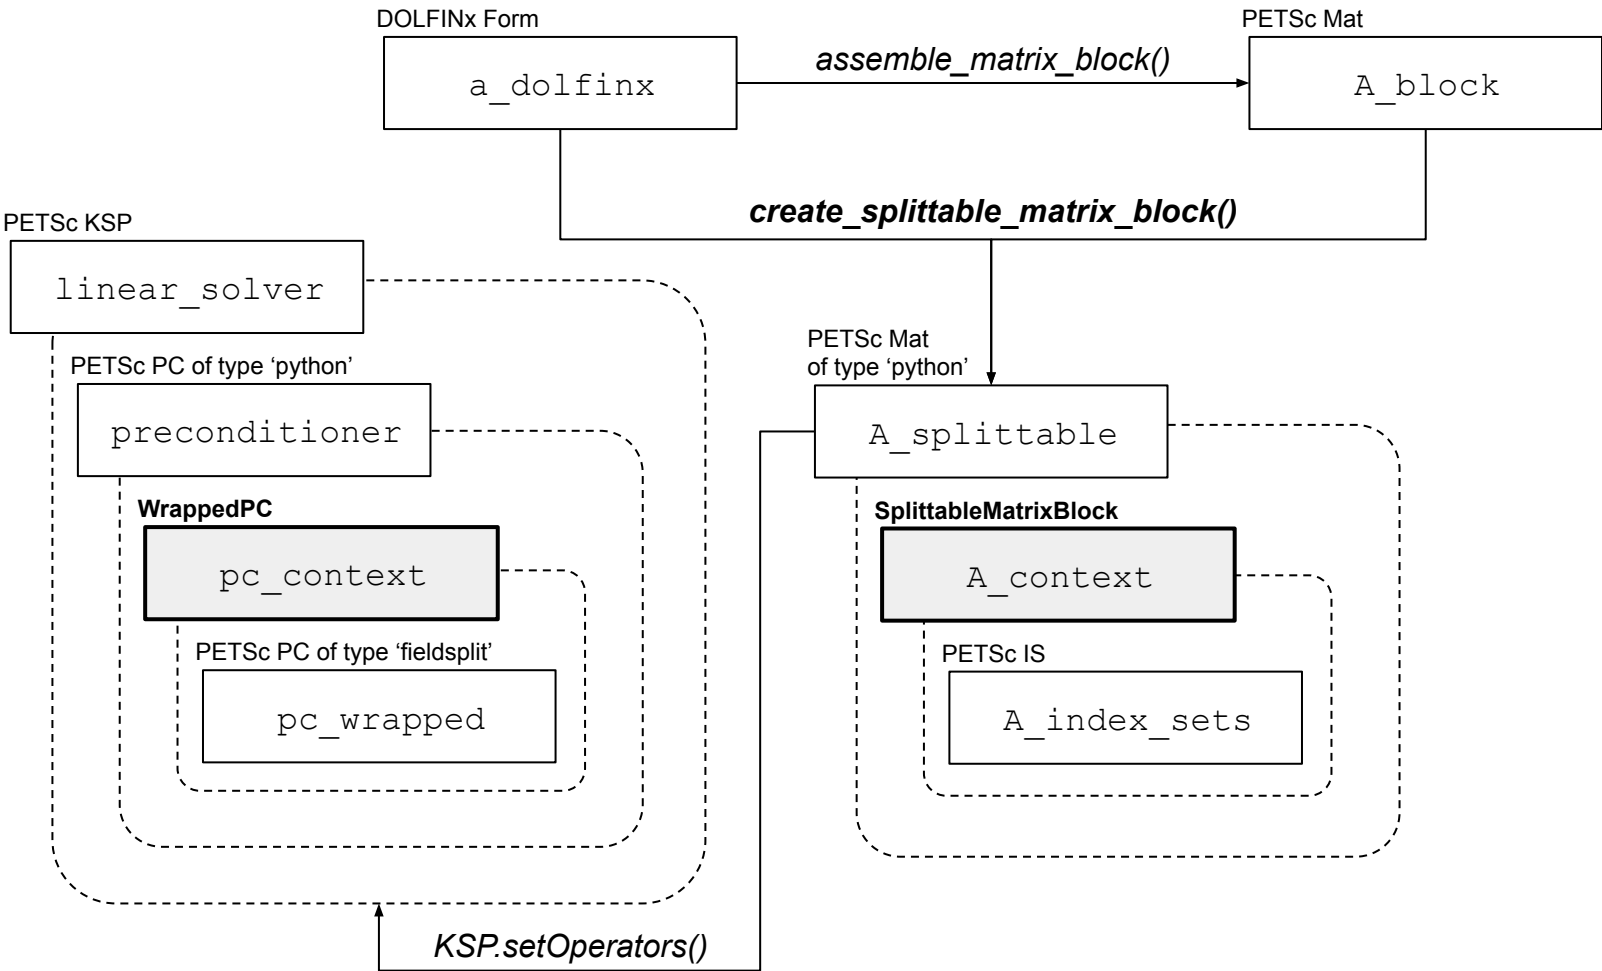 DOLFINx Form
PETSc Mat
a_dolfinx
assemble_matrix_block()
A_block
create_splittable_matrix_block()
PETSc KSP
linear_solver
PETSc PC of type ‘python’
preconditioner
WrappedPC
pc_context
PETSc PC of type ‘fieldsplit’
pc_wrapped
PETSc Mat
of type ‘python’
A_splittable
SplittableMatrixBlock
A_context
PETSc IS
A_index_sets
KSP.setOperators()